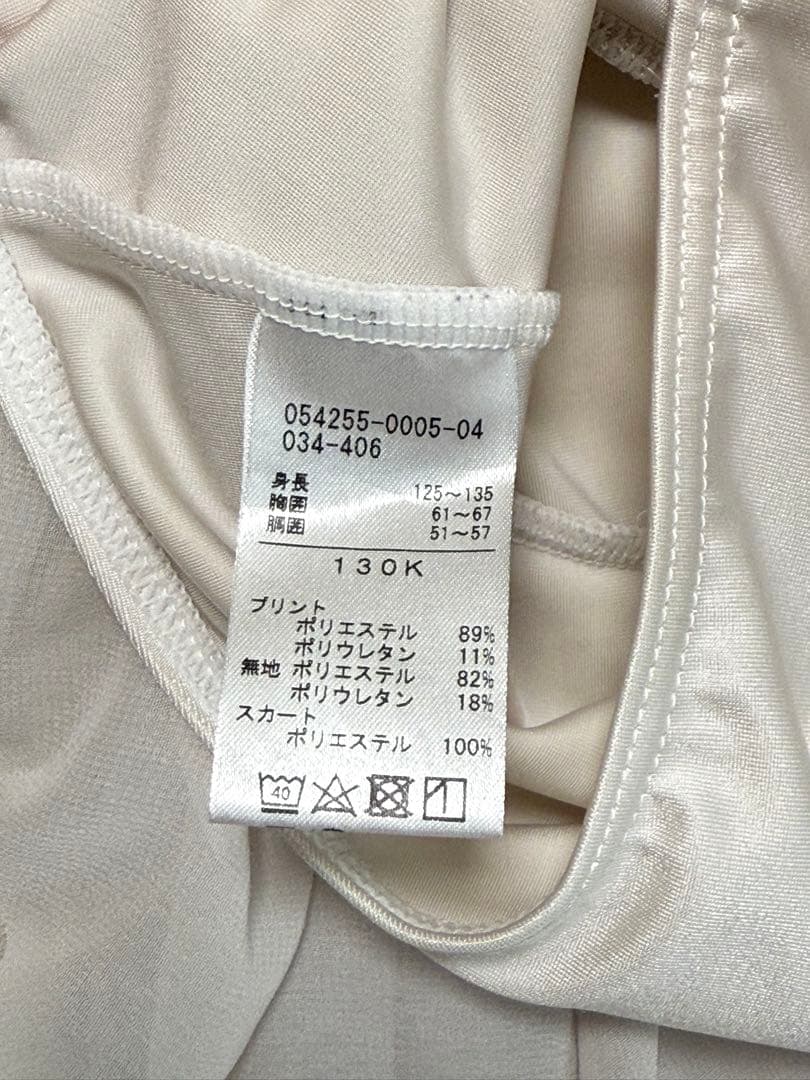 054255-0005-04
034-406
身長 125～135
胸囲 61～67
胴囲 51～57
130K
プリント
ポリエステル 89%
ポリウレタン 11%
無地 ポリエステル 82%
ポリウレタン 18%
スカート
ポリエステル 100%
40